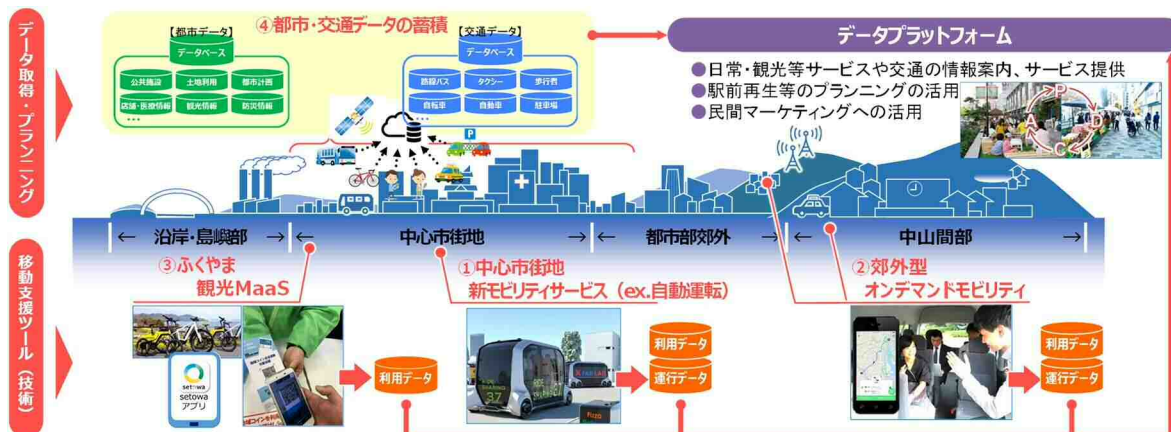 データ取得・プランニング
④都市・交通データの蓄積
【都市データ】
データベース
公共施設
土地利用
都市計画
店舗・医療情報
観光情報
防災情報
...
【交通データ】
データベース
路線バス
タクシー
歩行者
自転車
自動車
駐車場
データプラットフォーム
●日常・観光等サービスや交通の情報案内、サービス提供
●駅前再生等のプランニングの活用
●民間マーケティングへの活用
P
D
C
A
P
← 沿岸・島嶼部 →
← 中心市街地 →
← 都市部郊外 →
← 中山間部 →
移動支援ツール(技術)
③ふくやま
観光MaaS
setowa
setowa
アプリ
利用データ
①中心市街地
新モビリティサービス(ex.自動運転)
37
Pizza
利用データ
運行データ
②郊外型
オンデマンドモビリティ
利用データ
運行データ